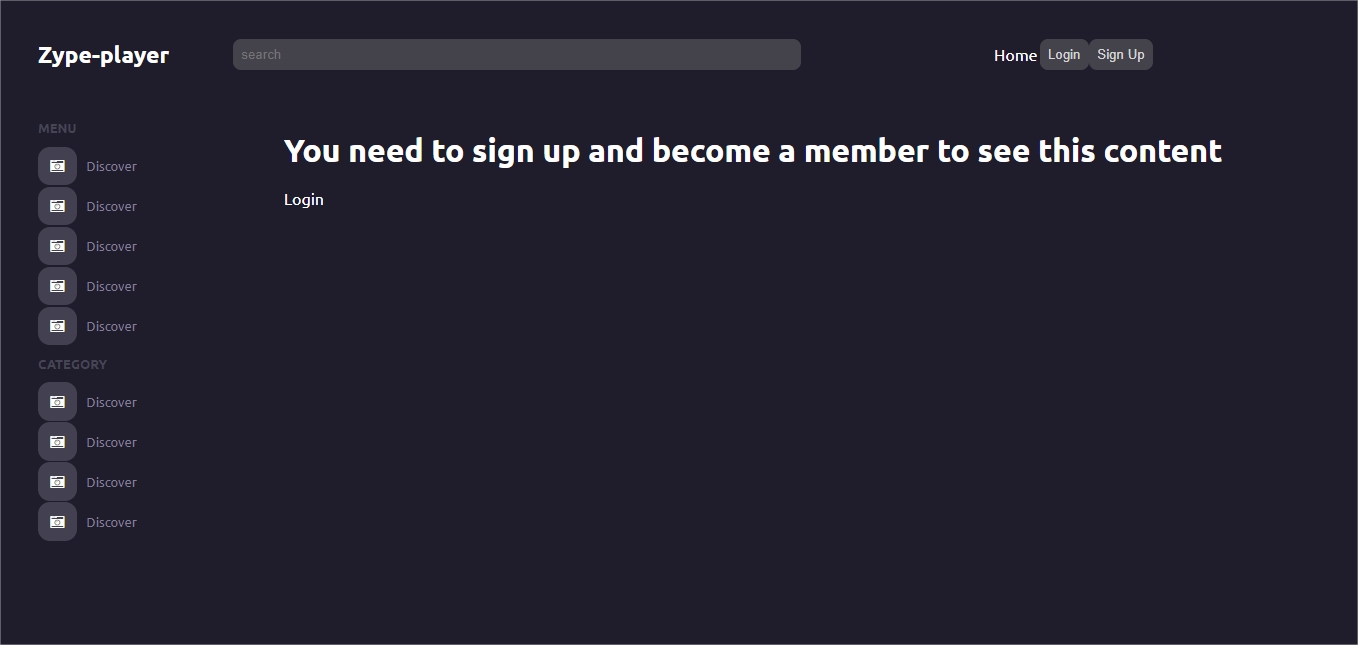 Zype-player
search
Home Login Sign Up
MENU
Discover
Discover
Discover
Discover
Discover
CATEGORY
Discover
Discover
Discover
Discover
You need to sign up and become a member to see this content
Login